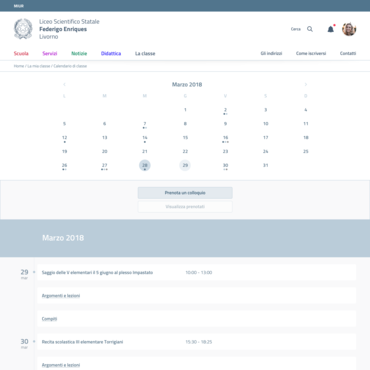 MIUR
Liceo Scientifico Statale
Federigo Enriques
Livorno
Cerca
Scuola Servizi Notizie Didattica La classe
Gli indirizzi Come iscriversi Contatti
Home / La mia classe / Calendario di classe
Marzo 2018
L M M G V S D
1 2 3 4
5 6 7 8 9 10 11
12 13 14 15 16 17 18
19 20 21 22 23 24 25
26 27 28 29 30 31
Prenota un colloquio
Visualizza prenotati
Marzo 2018
29 Saggio delle II elementari il 5 giugno al plesso Impastato 10:00 - 13:00
mar
Argomenti e lezioni
Compiti
30 Recita scolastica III elementare Torrigiani 15:30 - 18:25
mar
Argomenti e lezioni